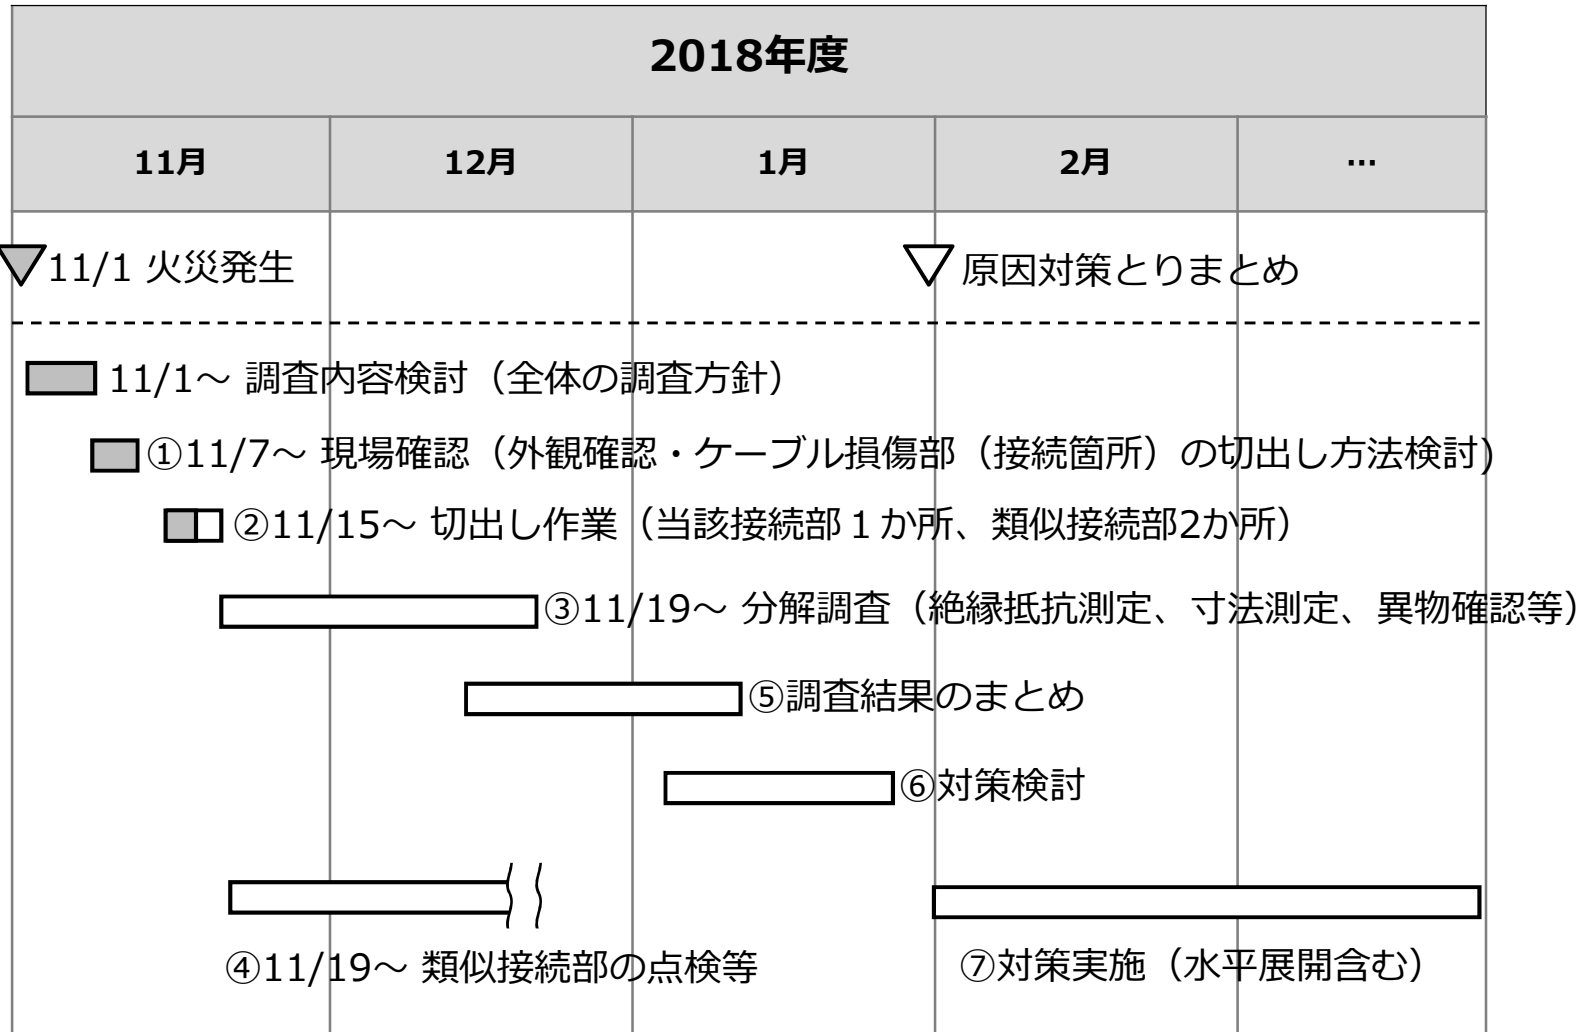 2018年度
11月 12月 1月 2月 …
11/1 火災発生 原因対策とりまとめ
11/1～ 調査内容検討（全体の調査方針）
①11/7～ 現場確認（外観確認・ケーブル損傷部（接続箇所）の切出し方法検討)
②11/15～ 切出し作業（当該接続部１か所、類似接続部2か所）
③11/19～ 分解調査（絶縁抵抗測定、寸法測定、異物確認等）
⑤調査結果のまとめ
⑥対策検討
④11/19～ 類似接続部の点検等 ⑦対策実施（水平展開含む）